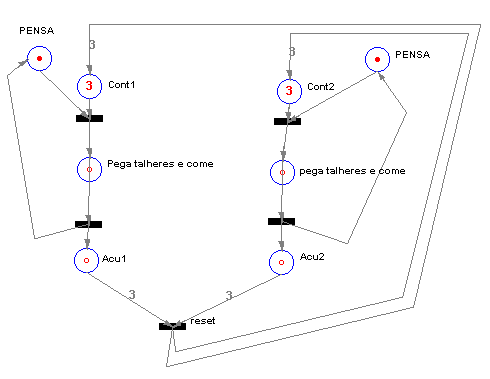 PENSA
3
3
PENSA
3
Cont1
3
Cont2
Pega talheres e come
pega talheres e come
Acu1
Acu2
3
3
reset